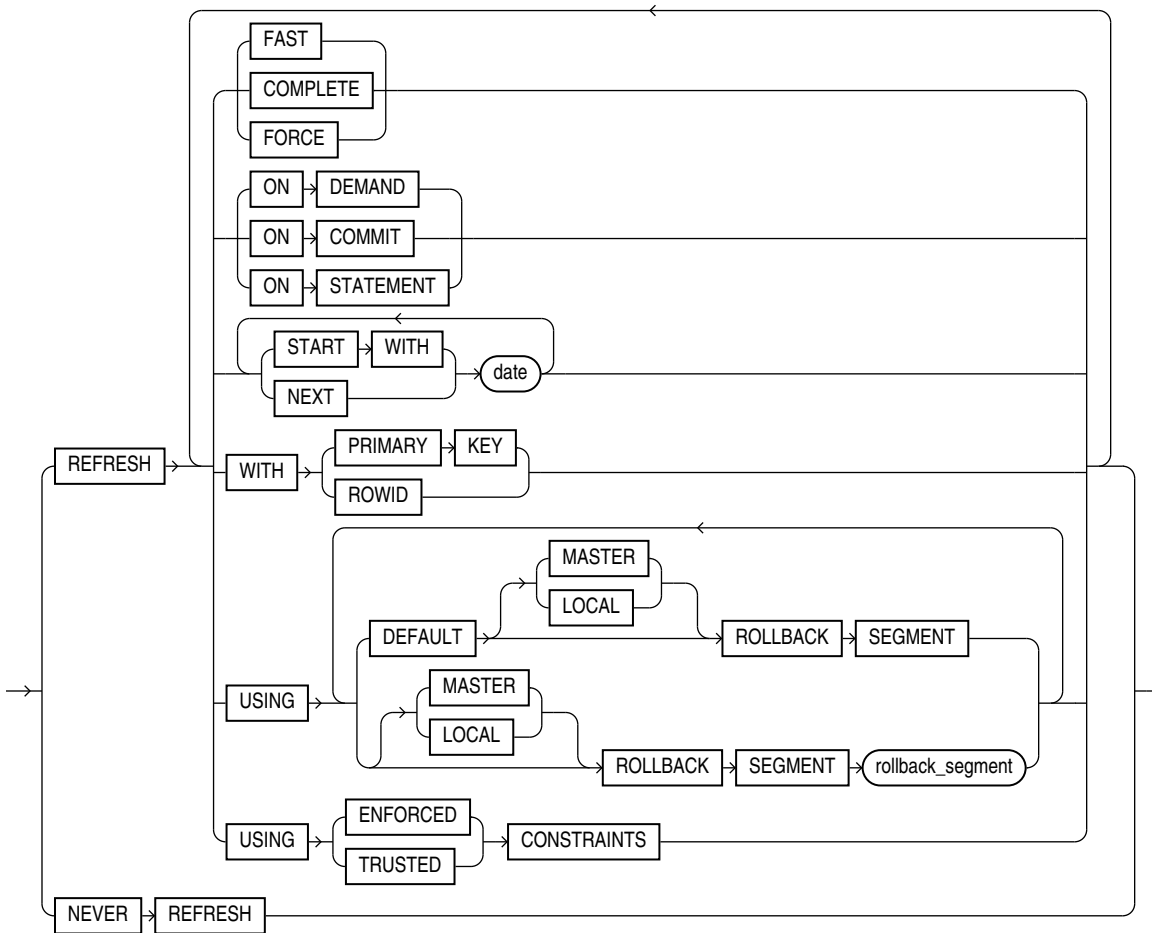 FAST
COMPLETE
FORCE
ON DEMAND
ON COMMIT
ON STATEMENT
START WITH
date
NEXT
REFRESH
PRIMARY KEY
WITH
ROWID
MASTER
LOCAL
DEFAULT
ROLLBACK SEGMENT
MASTER
USING
LOCAL
ROLLBACK SEGMENT rollback_segment
ENFORCED
USING
CONSTRAINTS
TRUSTED
NEVER REFRESH